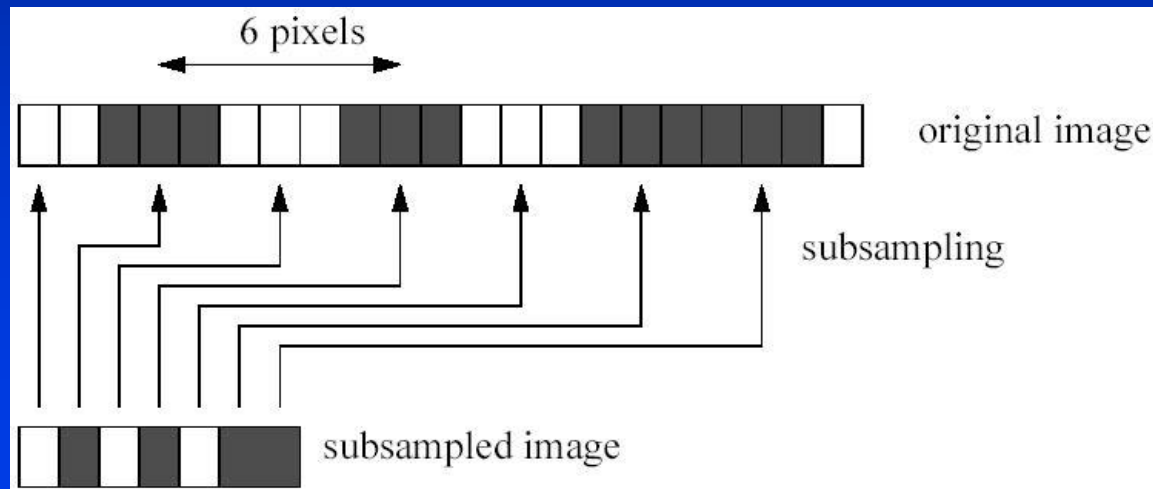 6 pixels
original image
subsampling
subsampled image